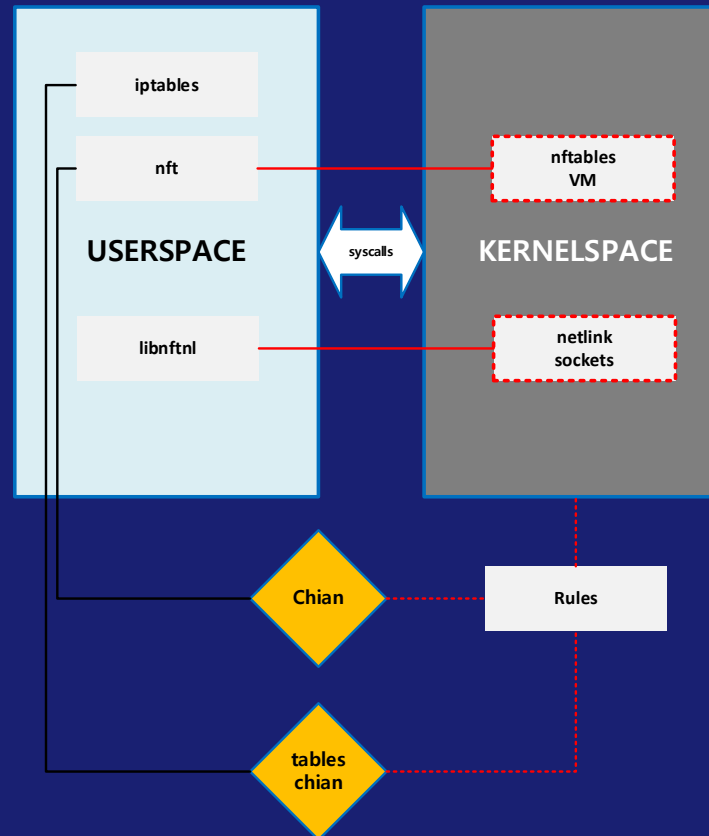 iptables
nft
nftables
VM
USERSPACE
syscalls
KERNELSPACE
libnftnl
netlink
sockets
Chian
Rules
tables
chian